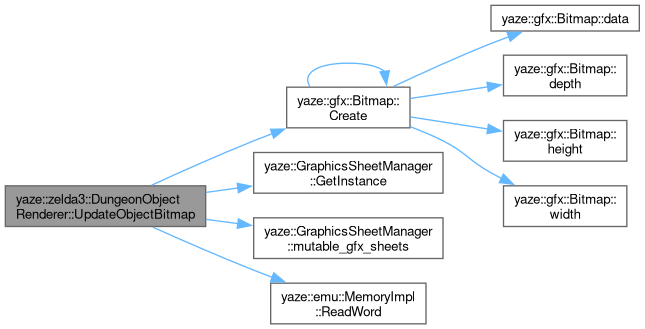 yaze::zelda3::DungeonObject
Renderer::UpdateObjectBitmap
yaze::gfx::Bitmap::
Create
yaze::GraphicsSheetManager
::GetInstance
yaze::GraphicsSheetManager
::mutable_gfx_sheets
yaze::emu::MemoryImpl
::ReadWord
yaze::gfx::Bitmap::data
yaze::gfx::Bitmap::
depth
yaze::gfx::Bitmap::
height
yaze::gfx::Bitmap::
width